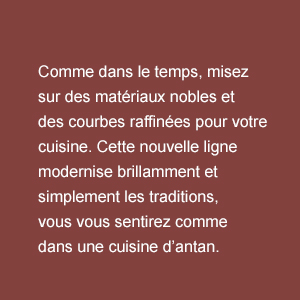 Comme dans le temps, misez
sur des matériaux nobles et
des courbes raffinées pour votre
cuisine. Cette nouvelle ligne
modernise brillamment et
simplement les traditions,
vous vous sentirez comme
dans une cuisine d’antan.